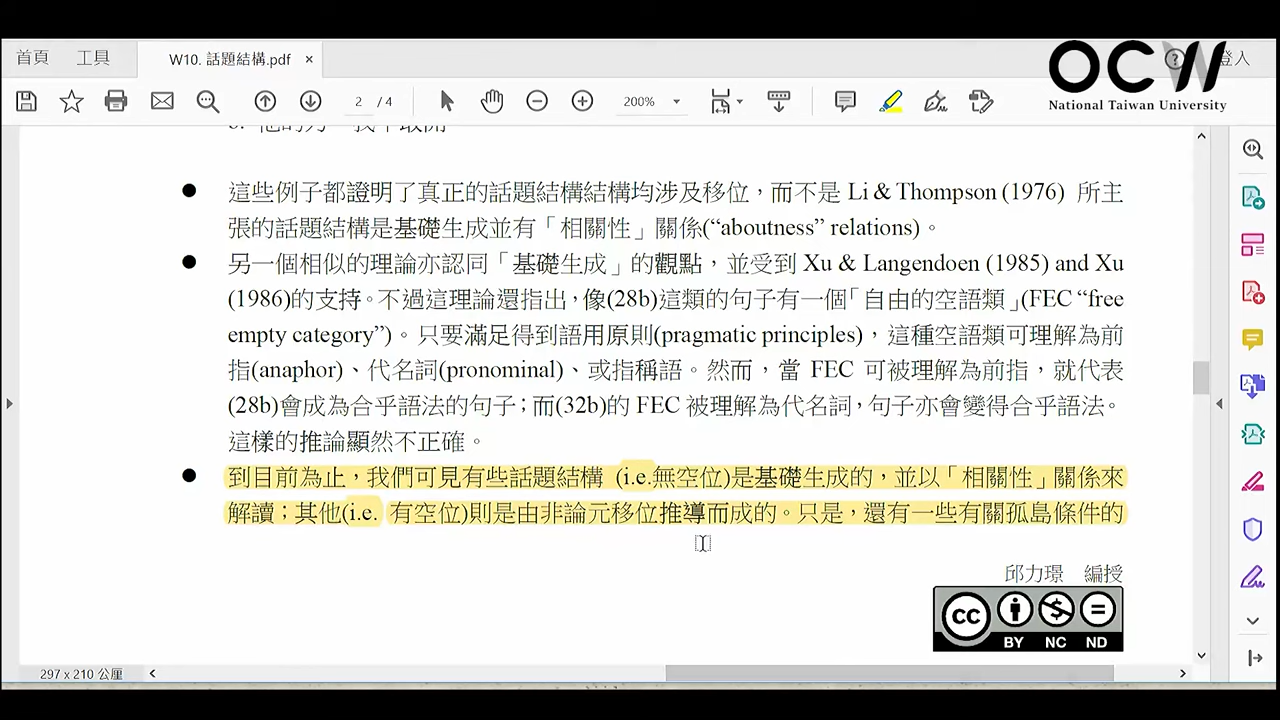 首頁 工具 W10. 話題結構.pdf × 登入
OCW
National Taiwan University
2 / 4 200%
這些例子都證明了真正的話題結構結構均涉及移位，而不是 Li & Thompson (1976) 所主
張的話題結構是基礎生成並有「相關性」關係(“aboutness” relations)。
另一個相似的理論亦認同「基礎生成」的觀點，並受到 Xu & Langendoen (1985) and Xu
(1986)的支持。不過這理論還指出，像(28b)這類的句子有一個「自由的空語類」(FEC “free
empty category”)。只要滿足得到語用原則(pragmatic principles)，這種空語類可理解為前
指(anaphor)、代名詞(pronominal)、或指稱語。然而，當 FEC 可被理解為前指，就代表
(28b)會成為合乎語法的句子；而(32b)的 FEC 被理解為代名詞，句子亦會變得合乎語法。
這樣的推論顯然不正確。
到目前為止，我們可見有些話題結構 (i.e.無空位)是基礎生成的，並以「相關性」關係來
解讀；其他(i.e. 有空位)則是由非論元移位推導而成的。只是，還有一些有關孤島條件的
邱力璟 編授
CC BY NC ND
297 x 210 公厘